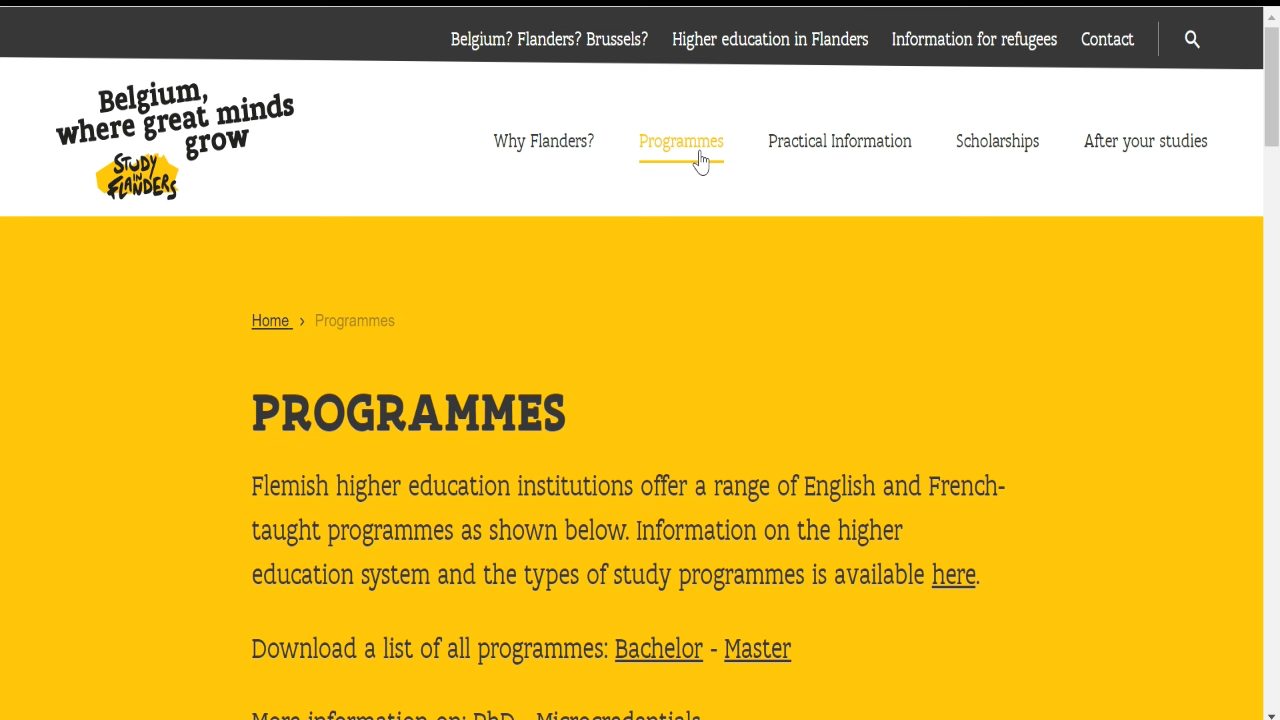 Belgium? Flanders? Brussels? Higher education in Flanders Information for refugees Contact
Belgium,
where great minds
grow
STUDY
IN
FLANDERS
Why Flanders? Programmes Practical Information Scholarships After your studies
Home › Programmes
PROGRAMMES
Flemish higher education institutions offer a range of English and French-
taught programmes as shown below. Information on the higher
education system and the types of study programmes is available here.
Download a list of all programmes: Bachelor - Master
More information on: PhD - Microcredentials